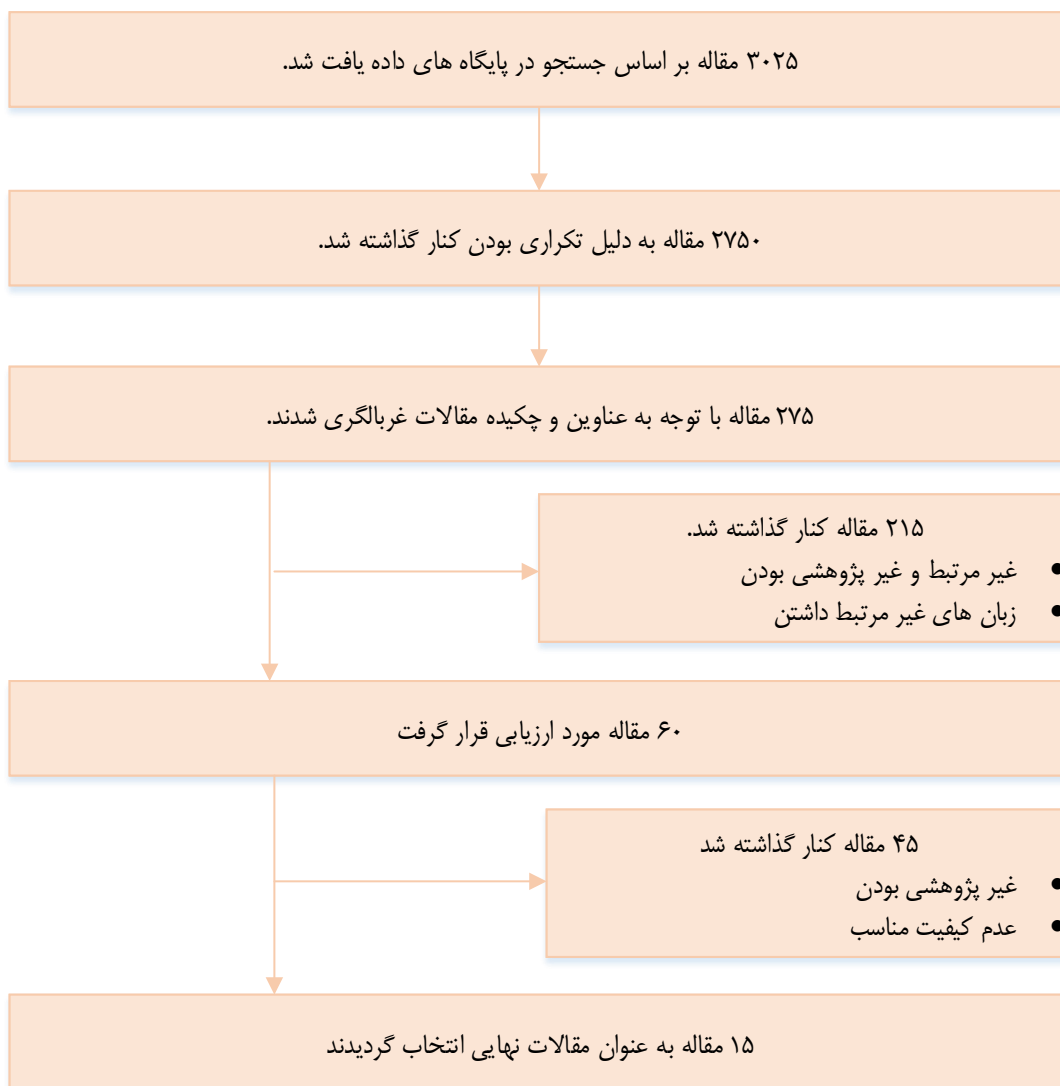 ۳۰۲۵ مقاله بر اساس جستجو در پایگاه های داده یافت شد.
۲۷۵۰ مقاله به دلیل تکراری بودن کنار گذاشته شد.
۲۷۵ مقاله با توجه به عناوین و چکیده مقالات غربالگری شدند.
۲۱۵ مقاله کنار گذاشته شد.
• غیر مرتبط و غیر پژوهشی بودن
• زبان های غیر مرتبط داشتن
۶۰ مقاله مورد ارزیابی قرار گرفت
۴۵ مقاله کنار گذاشته شد
• غیر پژوهشی بودن
• عدم کیفیت مناسب
۱۵ مقاله به عنوان مقالات نهایی انتخاب گردیدند